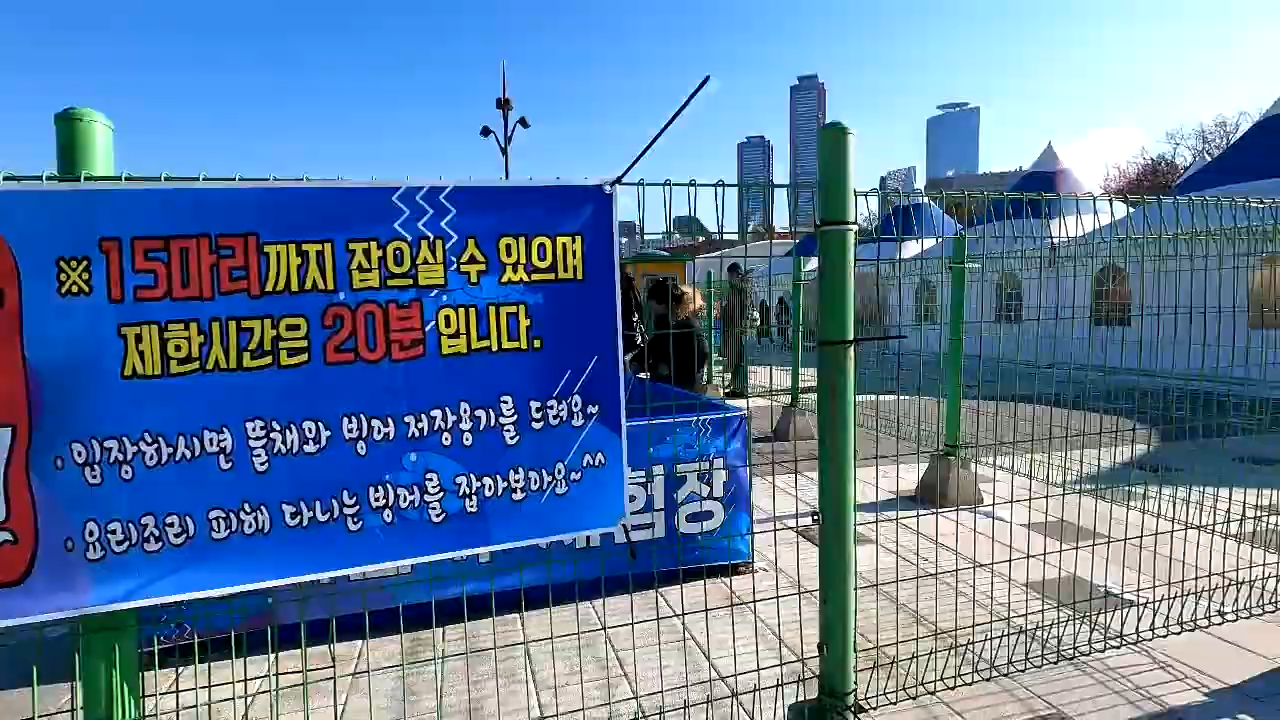 ※ 15마리까지 잡으실 수 있으며
제한시간은 20분 입니다.
· 입장하시면 뜰채와 빙어 저장용기를 드려요~
· 요리조리 피해 다니는 빙어를 잡아보아요~^^
험장